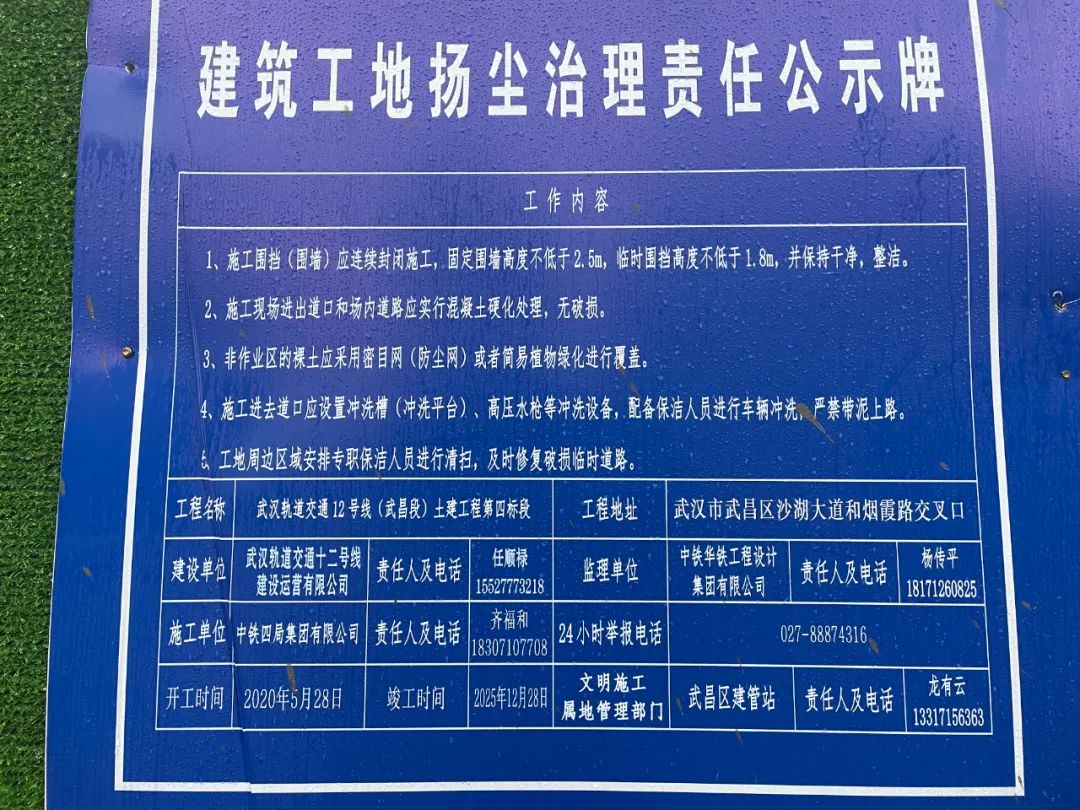 建筑工地扬尘治理责任公示牌
工作内容
1、施工围挡（围墙）应连续封闭施工，固定围墙高度不低于2.5m，临时围挡高度不低于1.8m，并保持干净，整洁。
2、施工现场进出道口和场内道路应实行混凝土硬化处理，无破损。
3、非作业区的裸土应采用密目网（防尘网）或者简易植物绿化进行覆盖。
4、施工进去道口应设置冲洗槽（冲洗平台）、高压水枪等冲洗设备，配备保洁人员进行车辆冲洗，严禁带泥上路。
5、工地周边区域安排专职保洁人员进行清扫，及时修复破损临时道路。
工程名称 武汉轨道交通12号线（武昌段）土建工程第四标段 工程地址 武汉市武昌区沙湖大道和烟霞路交叉口
建设单位 武汉轨道交通十二号线建设运营有限公司 责任人及电话 任顺禄 15527773218 监理单位 中铁华铁工程设计集团有限公司 责任人及电话 杨传平 18171260825
施工单位 中铁四局集团有限公司 责任人及电话 齐福和 18307107708 24小时举报电话 027-88874316
开工时间 2020年5月28日 竣工时间 2025年12月28日 文明施工属地管理部门 武昌区建管站 责任人及电话 龙有云 13317156363